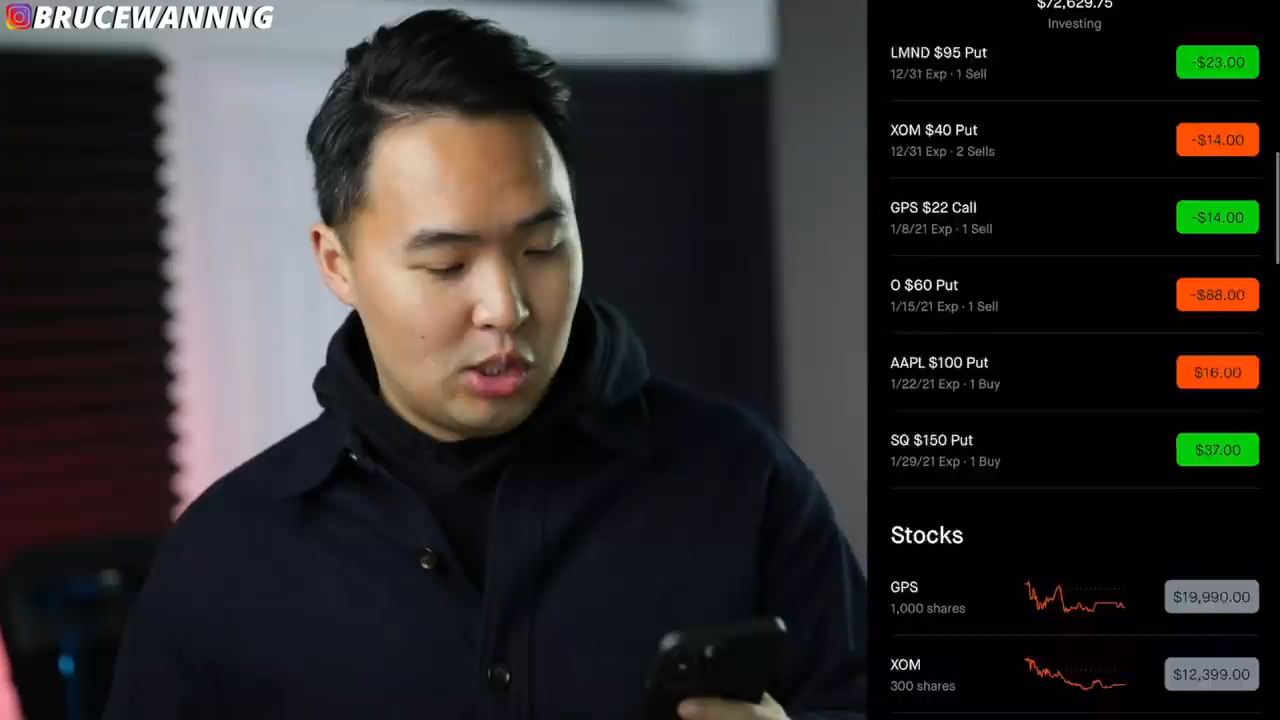 BRUCEWANNNG
$72,629.75
Investing
LMND $95 Put
-$23.00
12/31 Exp · 1 Sell
XOM $40 Put
-$14.00
12/31 Exp · 2 Sells
GPS $22 Call
-$14.00
1/8/21 Exp · 1 Sell
O $60 Put
-$88.00
1/15/21 Exp · 1 Sell
AAPL $100 Put
$16.00
1/22/21 Exp · 1 Buy
SQ $150 Put
$37.00
1/29/21 Exp · 1 Buy
Stocks
GPS
$19,990.00
1,000 shares
XOM
$12,399.00
300 shares